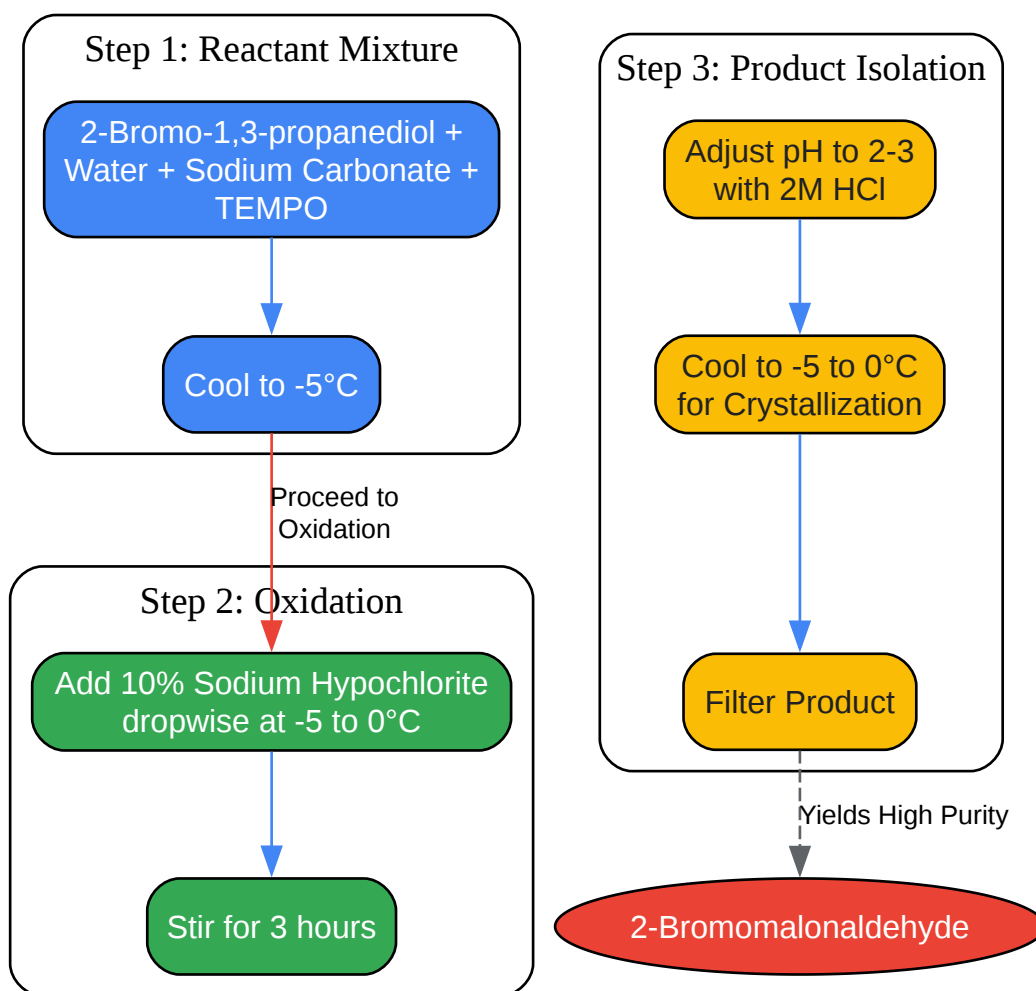 Step 1: Reactant Mixture
2-Bromo-1,3-propanediol +
Water + Sodium Carbonate +
TEMPO
Cool to -5°C
Proceed to
Oxidation
Step 2: Oxidation
Add 10% Sodium Hypochlorite
dropwise at -5 to 0°C
Stir for 3 hours
Step 3: Product Isolation
Adjust pH to 2-3
with 2M HCl
Cool to -5 to 0°C
for Crystallization
Filter Product
Yields High Purity
2-Bromomalonaldehyde